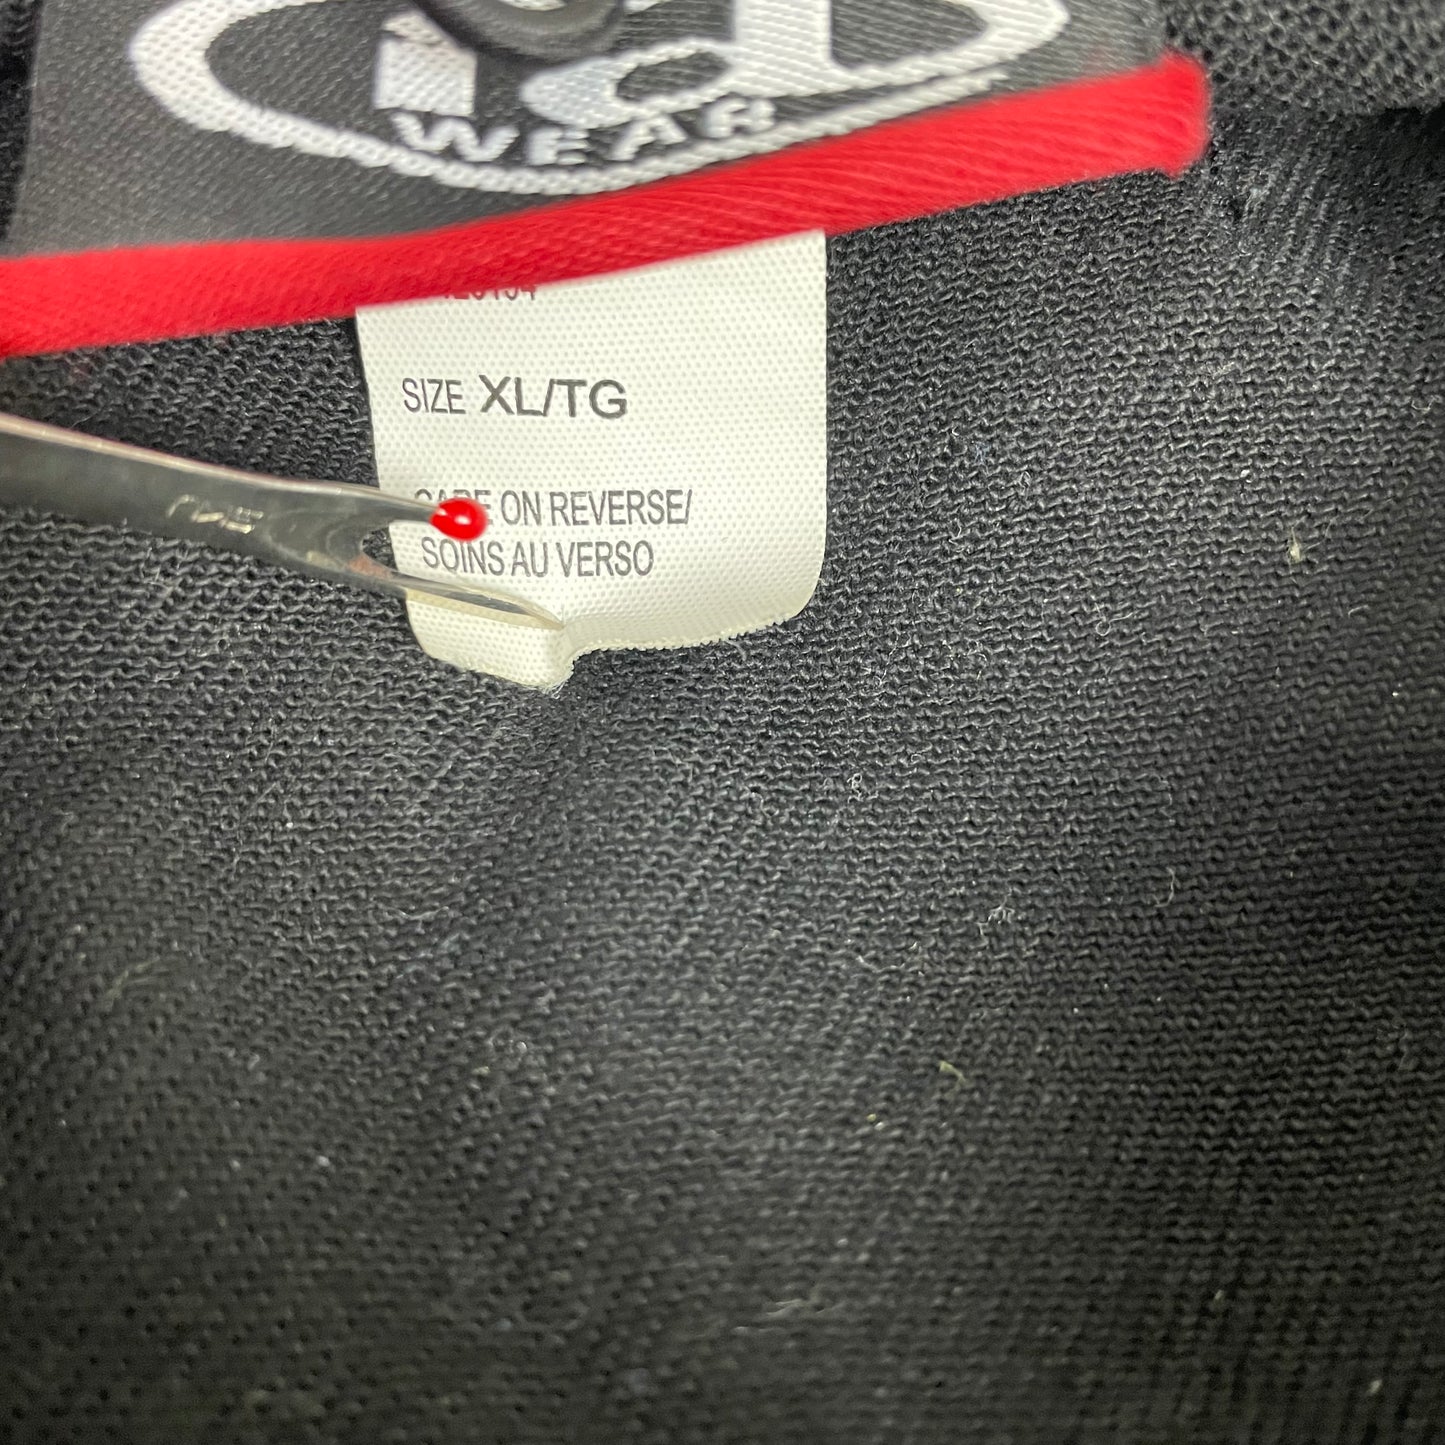 WEAR
SIZE XL/TG
CARE ON REVERSE/
SOINS AU VERSO